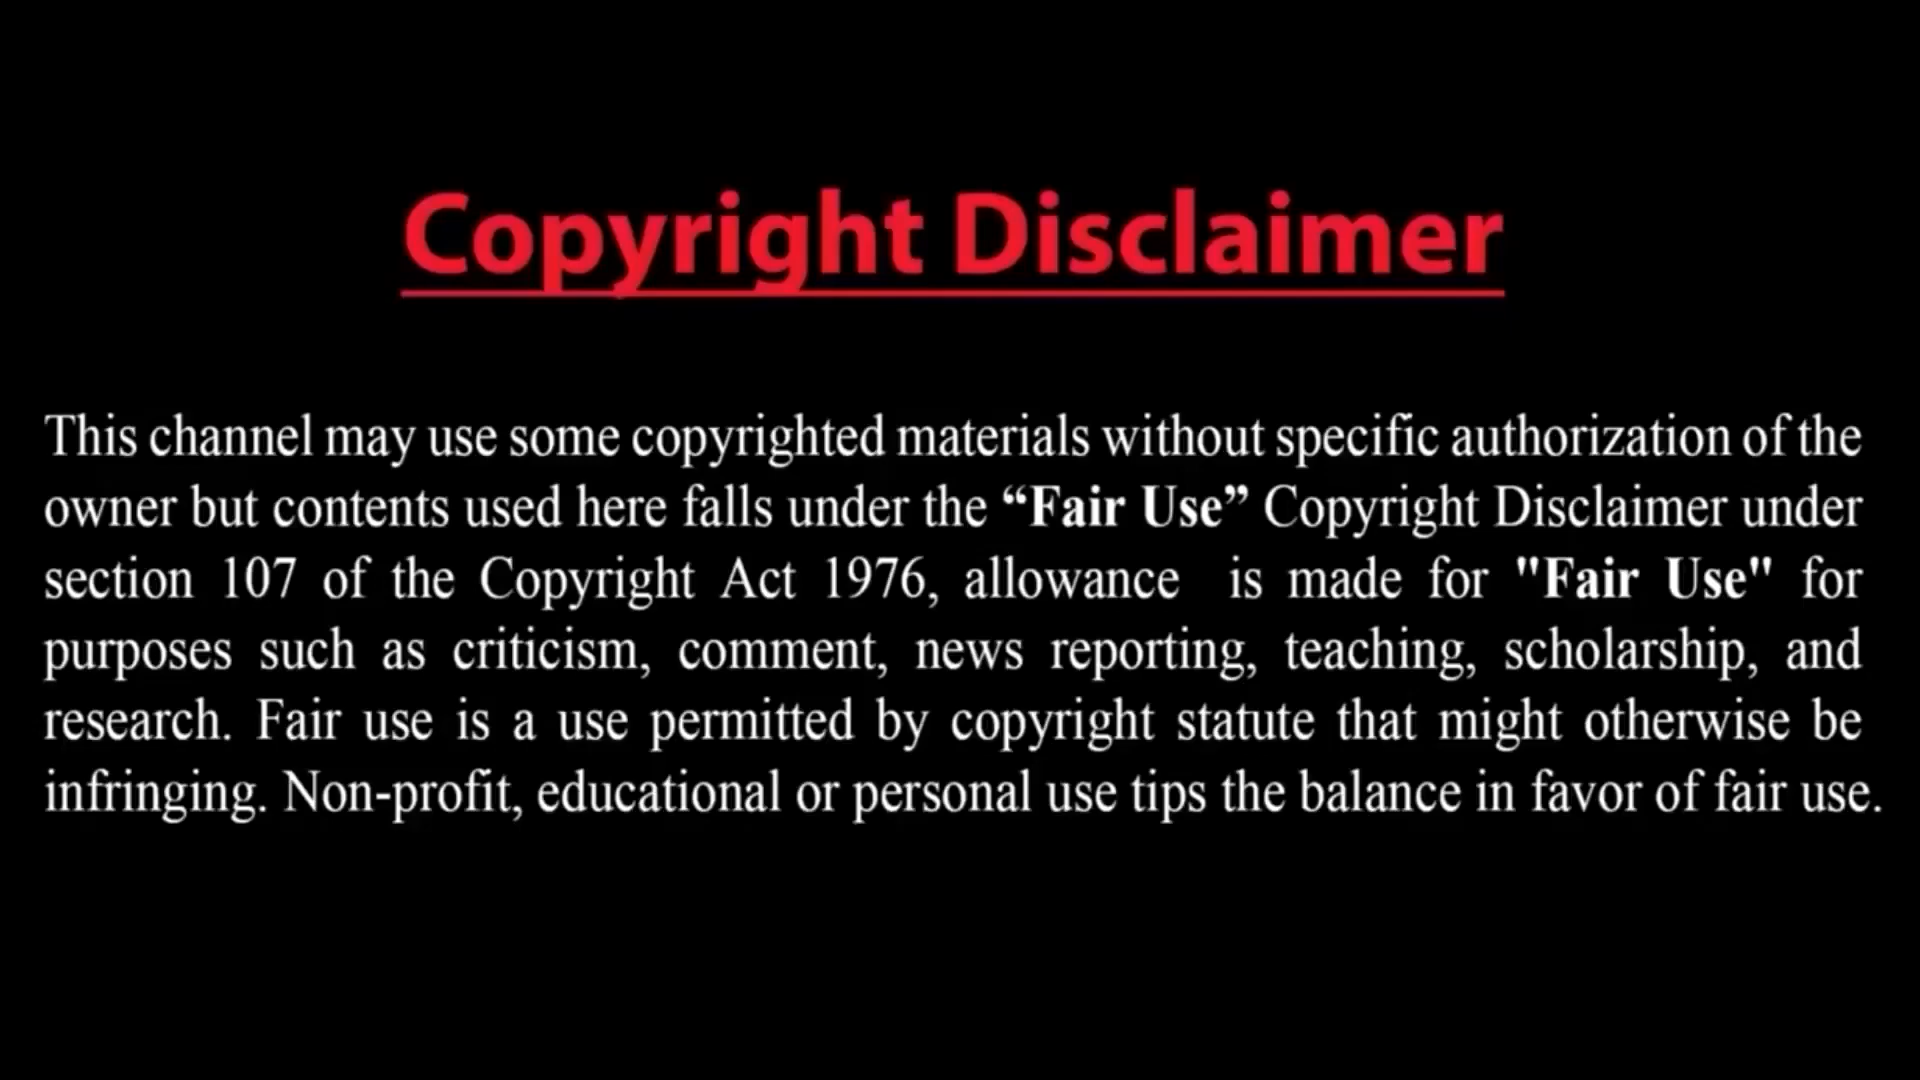 Copyright Disclaimer
This channel may use some copyrighted materials without specific authorization of the
owner but contents used here falls under the “Fair Use” Copyright Disclaimer under
section 107 of the Copyright Act 1976, allowance is made for "Fair Use" for
purposes such as criticism, comment, news reporting, teaching, scholarship, and
research. Fair use is a use permitted by copyright statute that might otherwise be
infringing. Non-profit, educational or personal use tips the balance in favor of fair use.